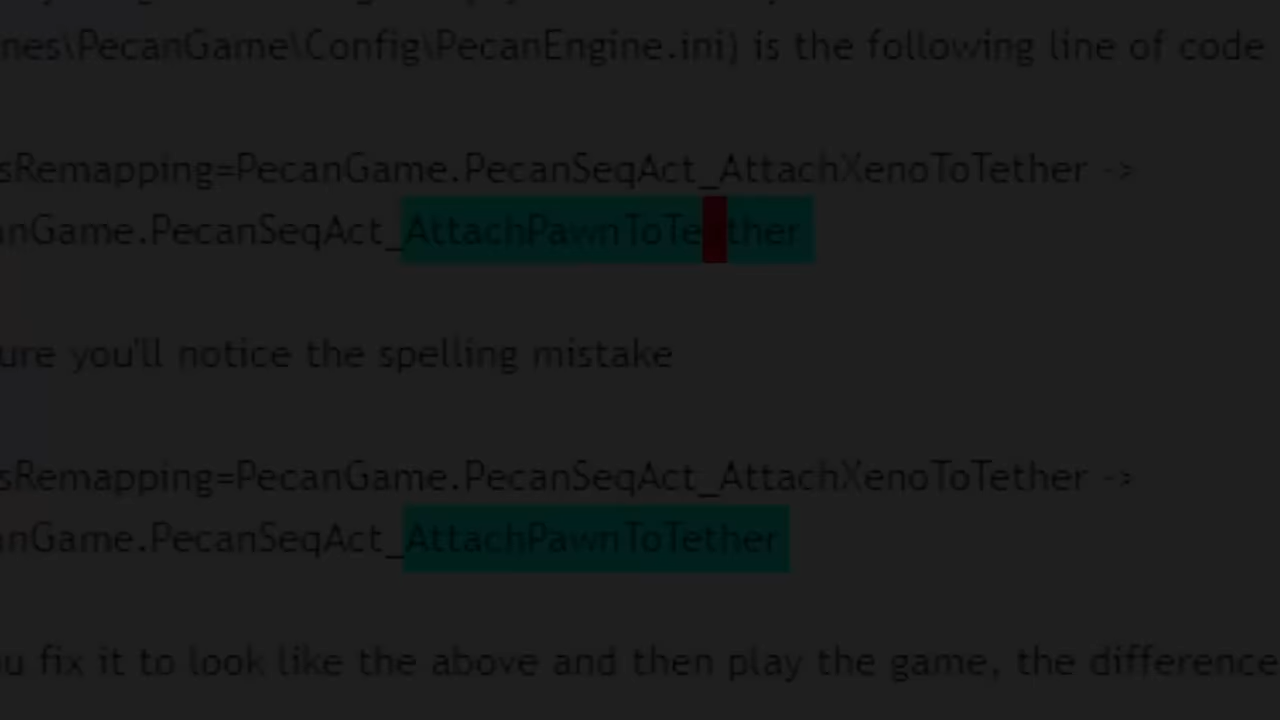 nes\PecanGame\Config\PecanEngine.ini) is the following line of code
sRemapping=PecanGame.PecanSeqAct_AttachXenoToTether ->
anGame.PecanSeqAct_AttachPawnToTeather
ure you'll notice the spelling mistake
sRemapping=PecanGame.PecanSeqAct_AttachXenoToTether ->
anGame.PecanSeqAct_AttachPawnToTether
u fix it to look like the above and then play the game, the difference